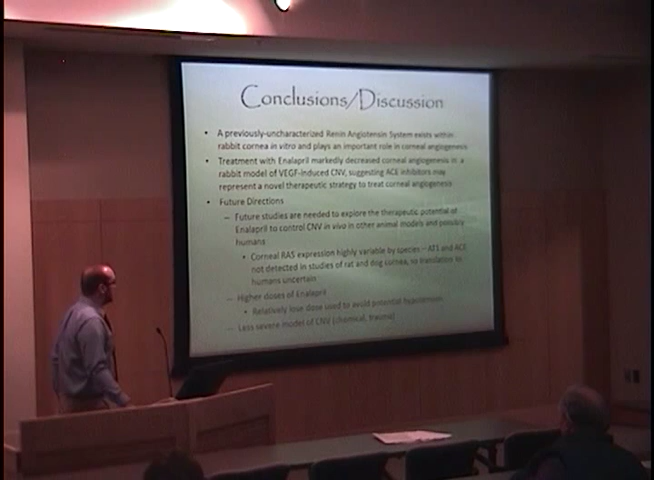 Conclusions/Discussion
• A previously-uncharacterized Renin Angiotensin System exists within
rabbit cornea in vitro and plays an important role in corneal angiogenesis
• Treatment with Enalapril markedly decreased corneal angiogenesis in a
rabbit model of VEGF-induced CNV, suggesting ACE inhibitors may
represent a novel therapeutic strategy to treat corneal angiogenesis
• Future Directions
– Future studies are needed to explore the therapeutic potential of
Enalapril to control CNV in vivo in other animal models and possibly
humans
• Corneal RAS expression highly variable by species – AT1 and ACE
not detected in studies of rat and dog cornea, so translation to
humans uncertain
– Higher doses of Enalapril
• Relatively low dose used to avoid potential hypotension
– Less severe model of CNV (chemical, trauma)